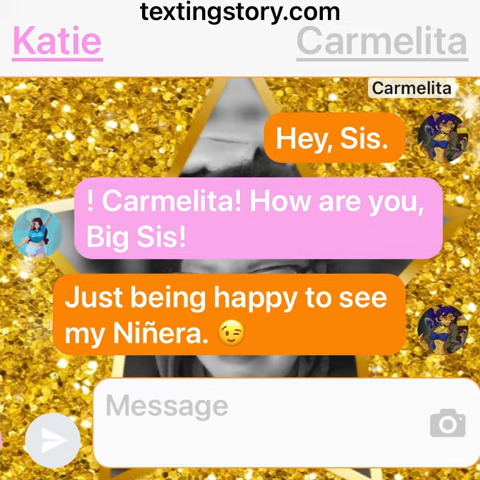 textingstory.com
Katie
Carmelita
Carmelita
Hey, Sis.
! Carmelita! How are you,
Big Sis!
Just being happy to see
my Niñera. 😉
Message